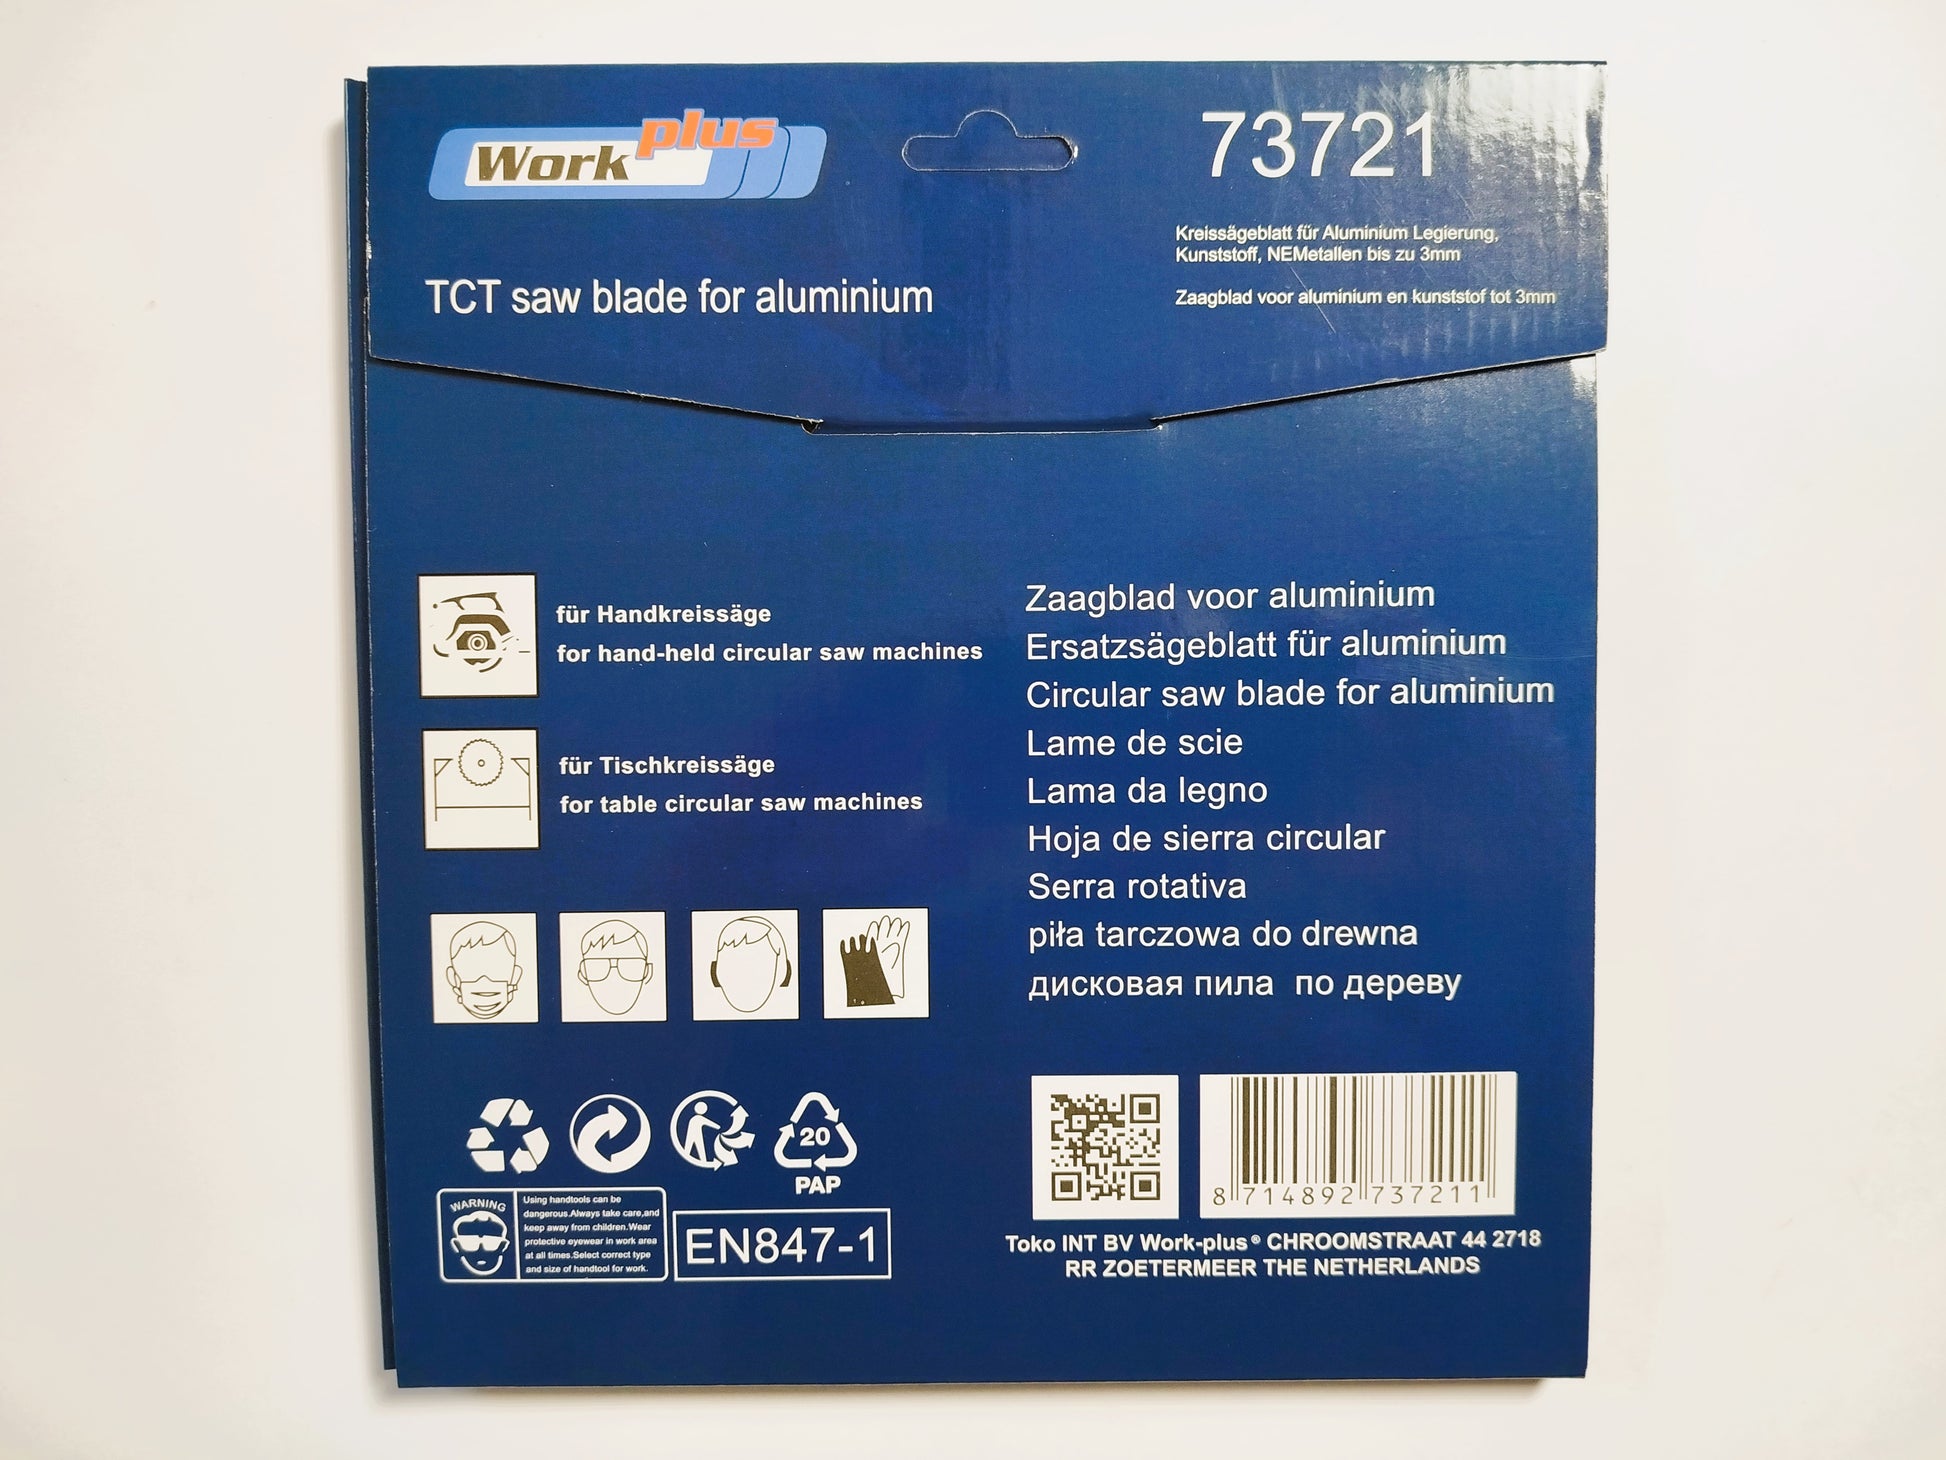 Work plus
73721
Kreissägeblatt für Aluminium Legierung,
Kunststoff, NEMetallen bis zu 3mm
TCT saw blade for aluminium
Zaagblad voor aluminium en kunststof tot 3mm
für Handkreissäge
for hand-held circular saw machines
für Tischkreissäge
for table circular saw machines
Zaagblad voor aluminium
Ersatzsägeblatt für aluminium
Circular saw blade for aluminium
Lame de scie
Lama da legno
Hoja de sierra circular
Serra rotativa
piła tarczowa do drewna
дисковая пила по дереву
20
PAP
WARNING
Using handtools can be
dangerous.Always take care,and
keep away from children.Wear
protective eyewear in work area
at all times.Select correct type
and size of handtool for work.
EN847-1
8 714892 737211
Toko INT BV Work-plus® CHROOMSTRAAT 44 2718
RR ZOETERMEER THE NETHERLANDS